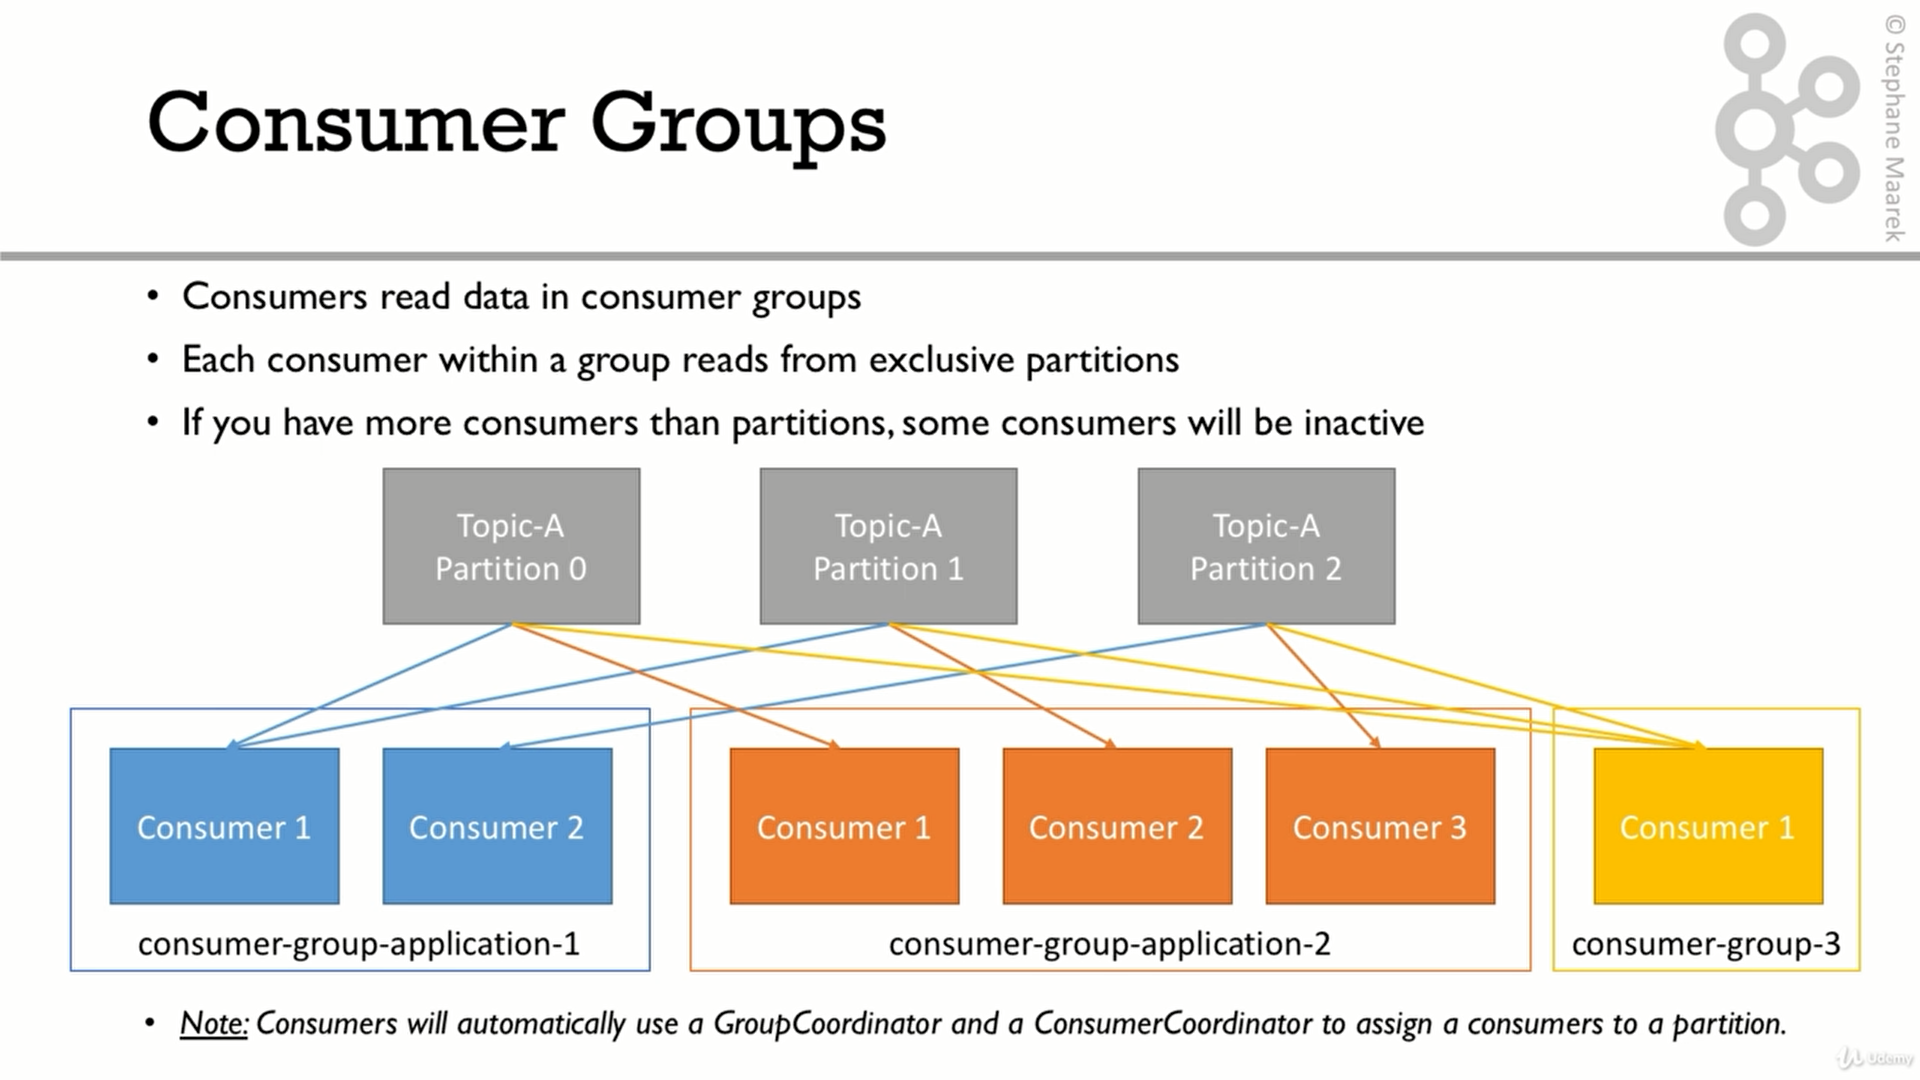 Consumer Groups
© Stephane Maarek
• Consumers read data in consumer groups
• Each consumer within a group reads from exclusive partitions
• If you have more consumers than partitions, some consumers will be inactive
Topic-A
Partition 0
Topic-A
Partition 1
Topic-A
Partition 2
Consumer 1
Consumer 2
consumer-group-application-1
Consumer 1
Consumer 2
Consumer 3
consumer-group-application-2
Consumer 1
consumer-group-3
• Note: Consumers will automatically use a GroupCoordinator and a ConsumerCoordinator to assign a consumers to a partition.
Udemy